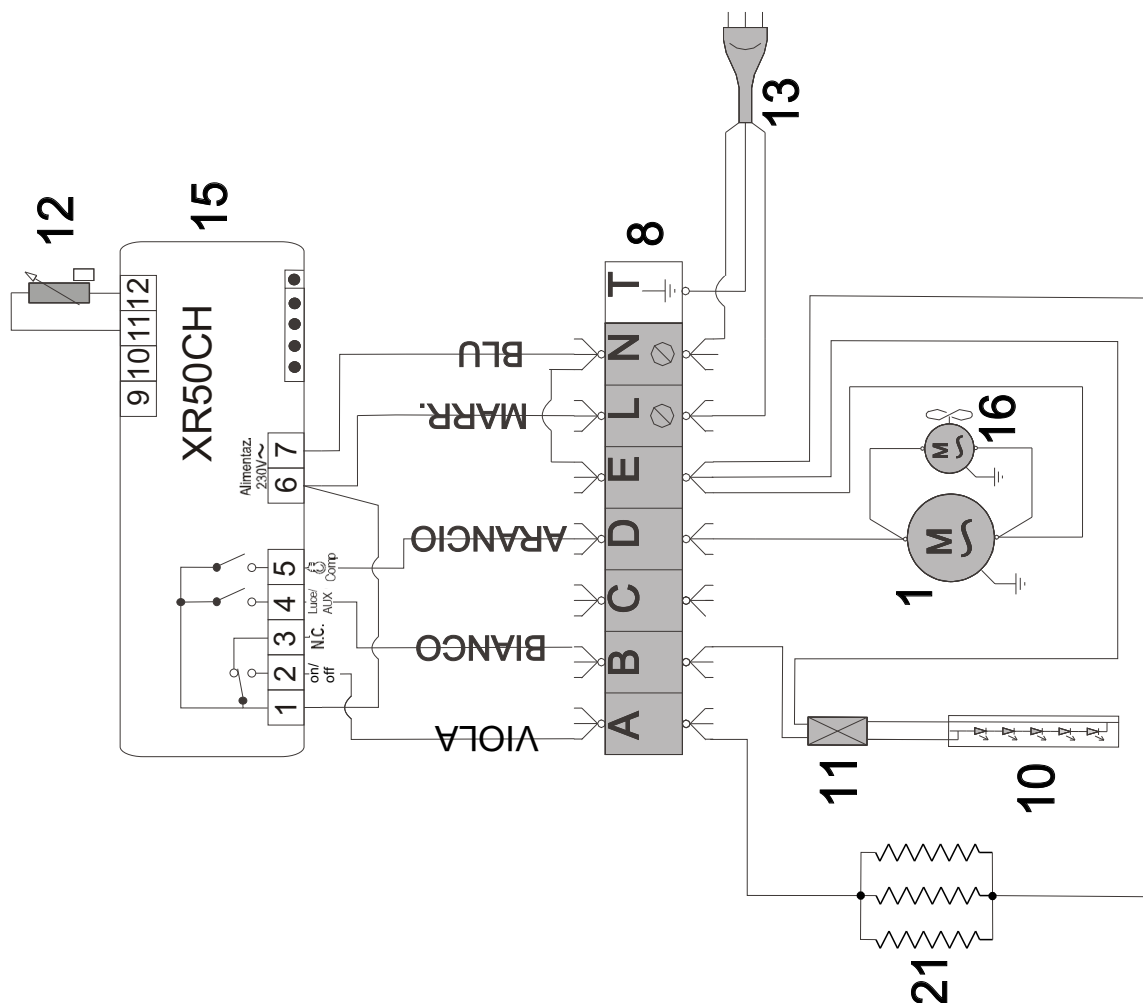 12
15
9 10 11 12
XR50CH
Alimentaz.
230V~
6 7
1 2 3 4 5
on/
off
N.C.
Luce/
AUX
Comp
VIOLA
BIANCO
ARANCIO
MARR.
BLU
A B C D E L N T
8
13
M
1
M
16
11
10
21